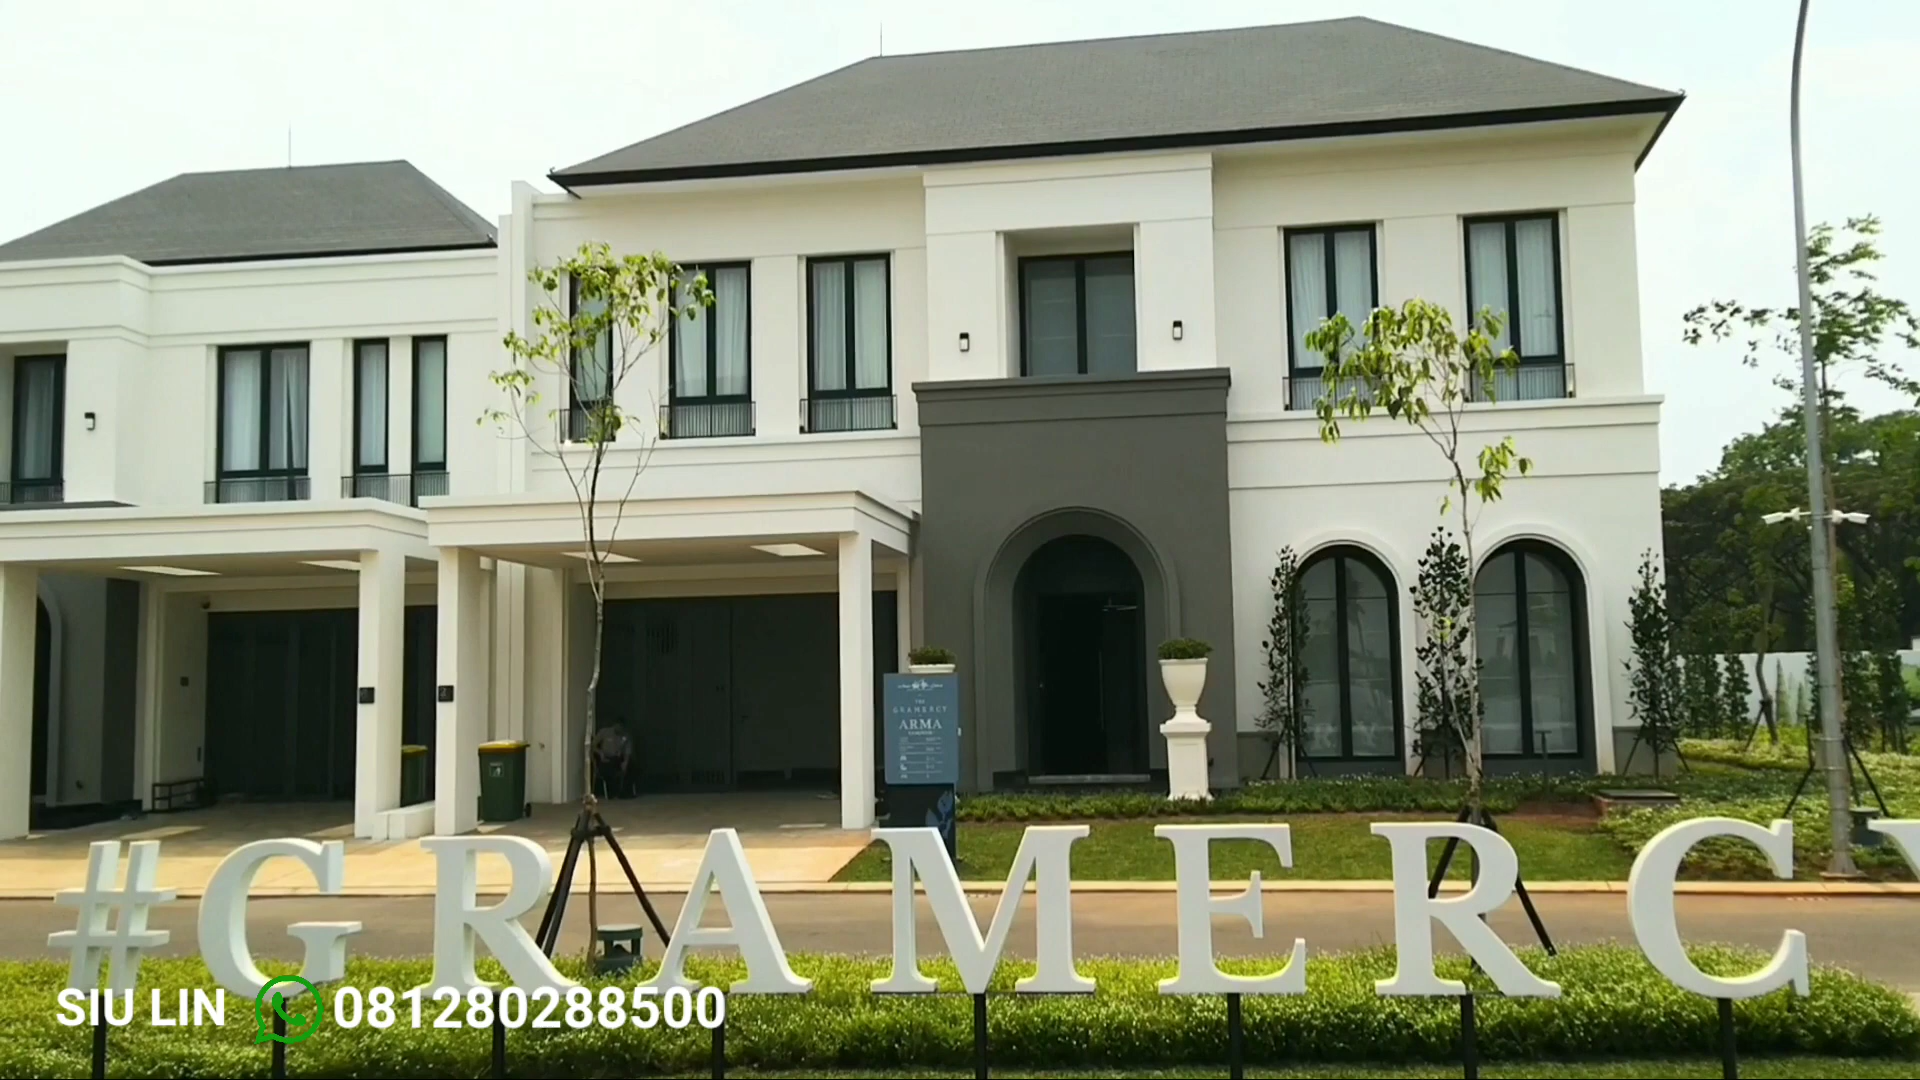 THE
GRAMERCY
ARMA
#GRAMERCY
SIU LIN 081280288500